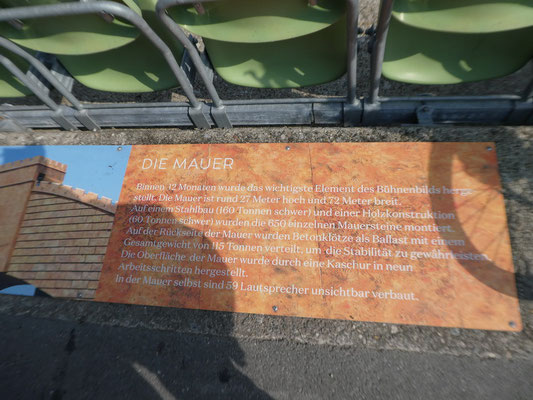 DIE MAUER
Binnen 12 Monaten wurde das wichtigste Element des Bühnenbilds herge-
stellt. Die Mauer ist rund 27 Meter hoch und 72 Meter breit.
Auf einem Stahlbau (160 Tonnen schwer) und einer Holzkonstruktion
(60 Tonnen schwer) wurden die 650 einzelnen Mauersteine montiert.
Auf der Rückseite der Mauer wurden Betonklötze als Ballast mit einem
Gesamtgewicht von 115 Tonnen verteilt, um die Stabilität zu gewährleisten.
Die Oberfläche der Mauer wurde durch eine Kaschur in neun
Arbeitsschritten hergestellt.
In der Mauer selbst sind 59 Lautsprecher unsichtbar verbaut.